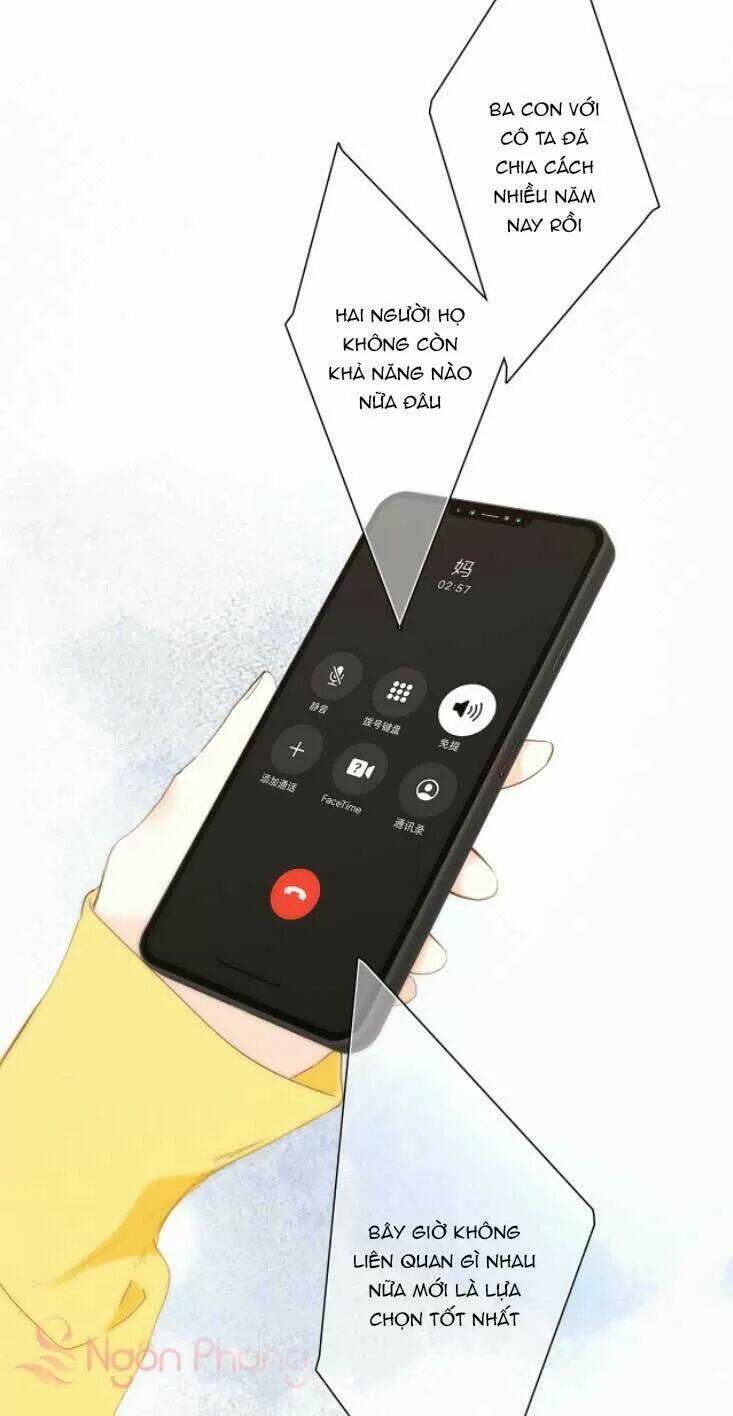 BA CON VỚI
CÔ TA ĐÃ
CHIA CÁCH
NHIỀU NĂM
NAY RỒI
HAI NGƯỜI HỌ
KHÔNG CÒN
KHẢ NĂNG NÀO
NỮA ĐÂU
妈
02:57
静音
拨号键盘
免提
添加通话
FaceTime
通讯录
BÂY GIỜ KHÔNG
LIÊN QUAN GÌ NHAU
NỮA MỚI LÀ LỰA
CHỌN TỐT NHẤT
Ngôn Phong